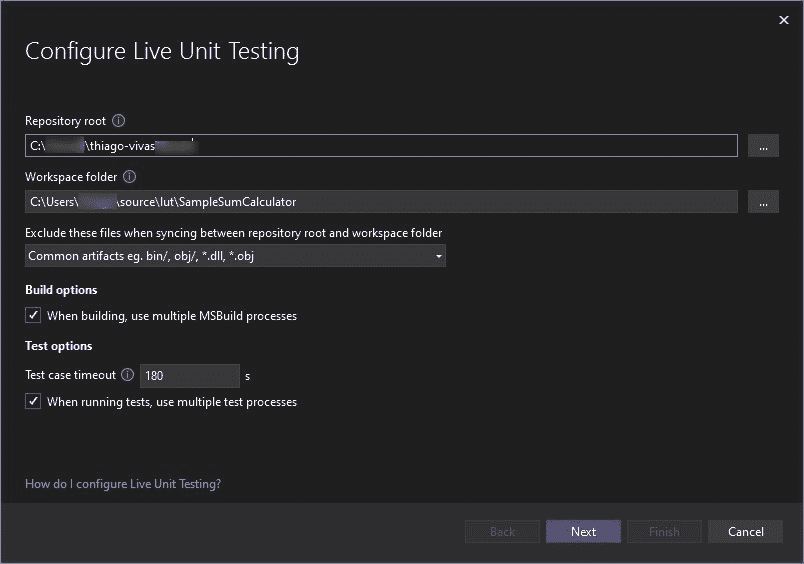 Configure Live Unit Testing
Repository root
C:\ \thiago-vivas
...
Workspace folder
C:\Users\ \source\lut\SampleSumCalculator
...
Exclude these files when syncing between repository root and workspace folder
Common artifacts eg. bin/, obj/, *.dll, *.obj
Build options
When building, use multiple MSBuild processes
Test options
Test case timeout 180 s
When running tests, use multiple test processes
How do I configure Live Unit Testing?
Back Next Finish Cancel